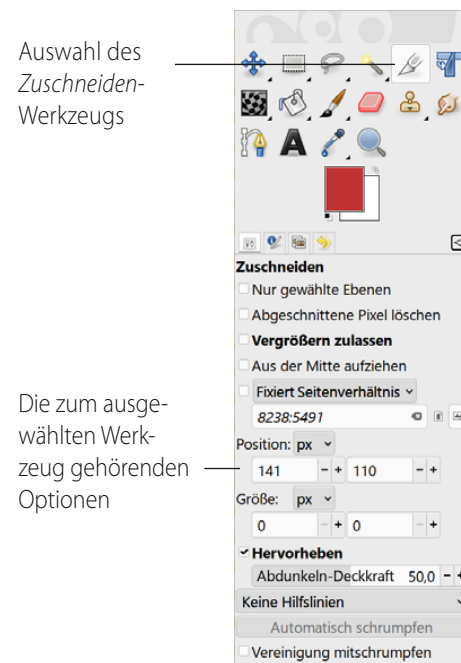 Auswahl des
Zuschneiden-
Werkzeugs
A
Zuschneiden
Nur gewählte Ebenen
Abgeschnittene Pixel löschen
Vergrößern zulassen
Aus der Mitte aufziehen
Fixiert Seitenverhältnis
8238:5491
Die zum ausge-
wählten Werk-
zeug gehörenden
Optionen
Position: px
141 - + 110 - +
Größe: px
0 - + 0 - +
Hervorheben
Abdunkeln-Deckkraft 50,0 - +
Keine Hilfslinien
Automatisch schrumpfen
Vereinigung mitschrumpfen